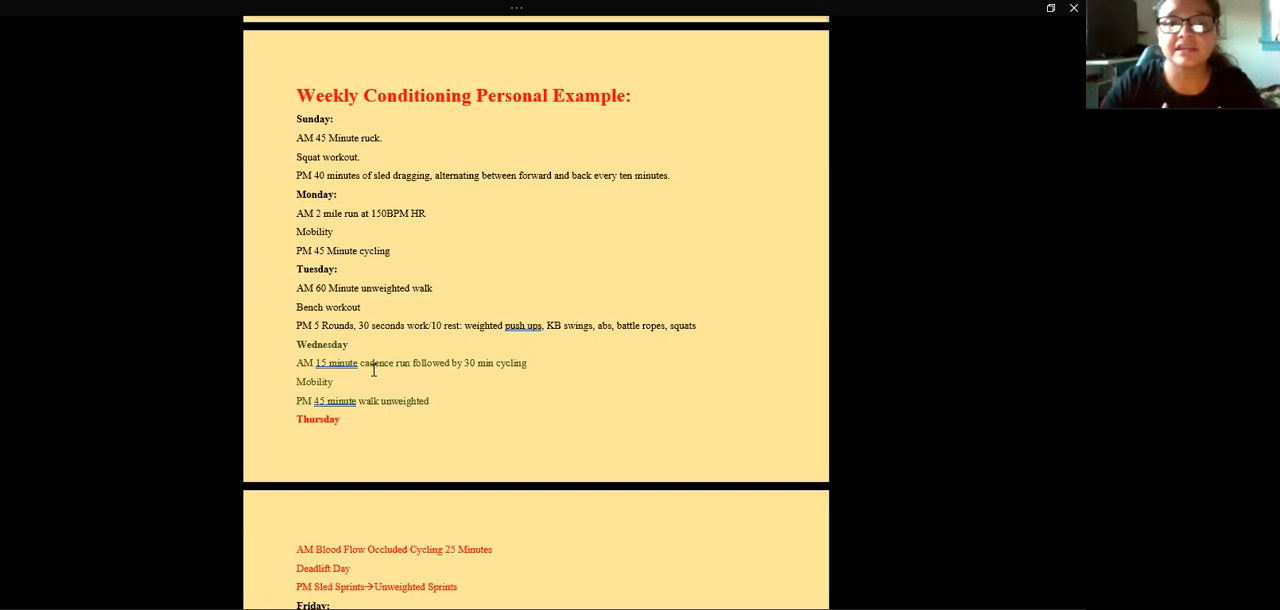 Weekly Conditioning Personal Example:
Sunday:
AM 45 Minute ruck.
Squat workout.
PM 40 minutes of sled dragging, alternating between forward and back every ten minutes.
Monday:
AM 2 mile run at 150BPM HR
Mobility
PM 45 Minute cycling
Tuesday:
AM 60 Minute unweighted walk
Bench workout
PM 5 Rounds, 30 seconds work/10 rest: weighted push ups, KB swings, abs, battle ropes, squats
Wednesday
AM 15 minute cadence run followed by 30 min cycling
Mobility
PM 45 minute walk unweighted
Thursday
AM Blood Flow Occluded Cycling 25 Minutes
Deadlift Day
PM Sled Sprints→Unweighted Sprints
Friday: